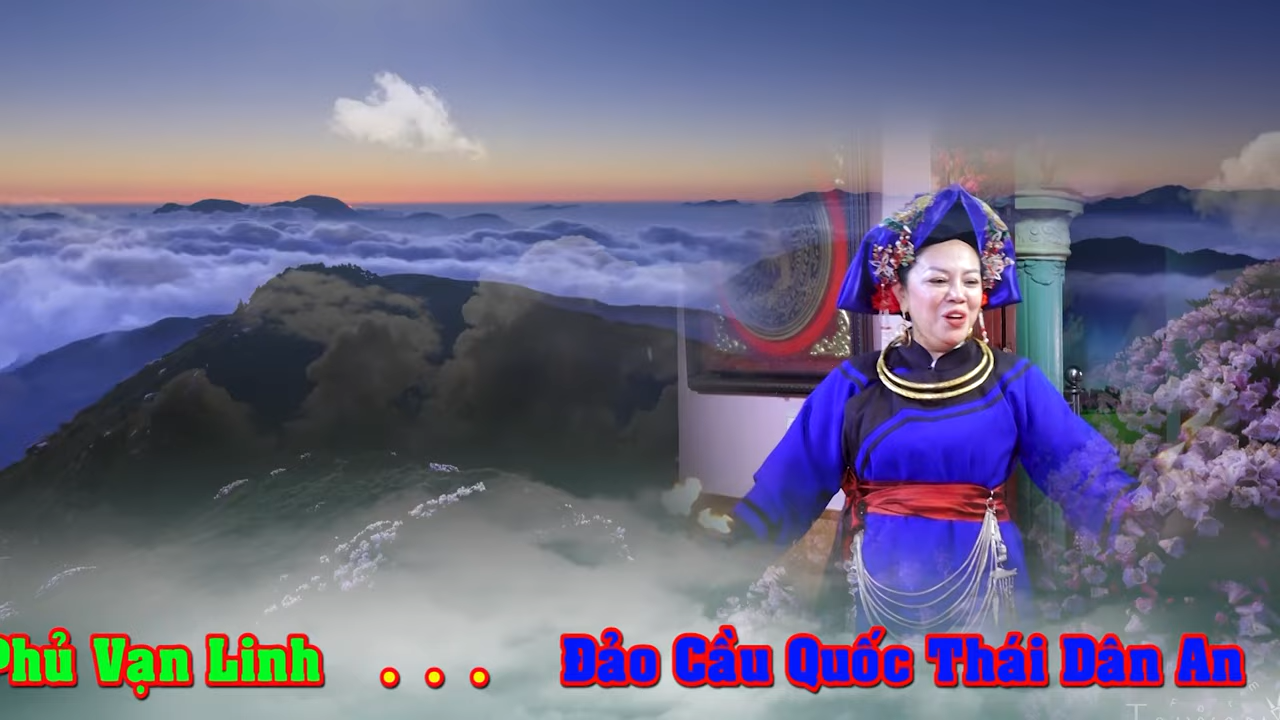 Phủ Vạn Linh . . . Đảo Cầu Quốc Thái Dân An